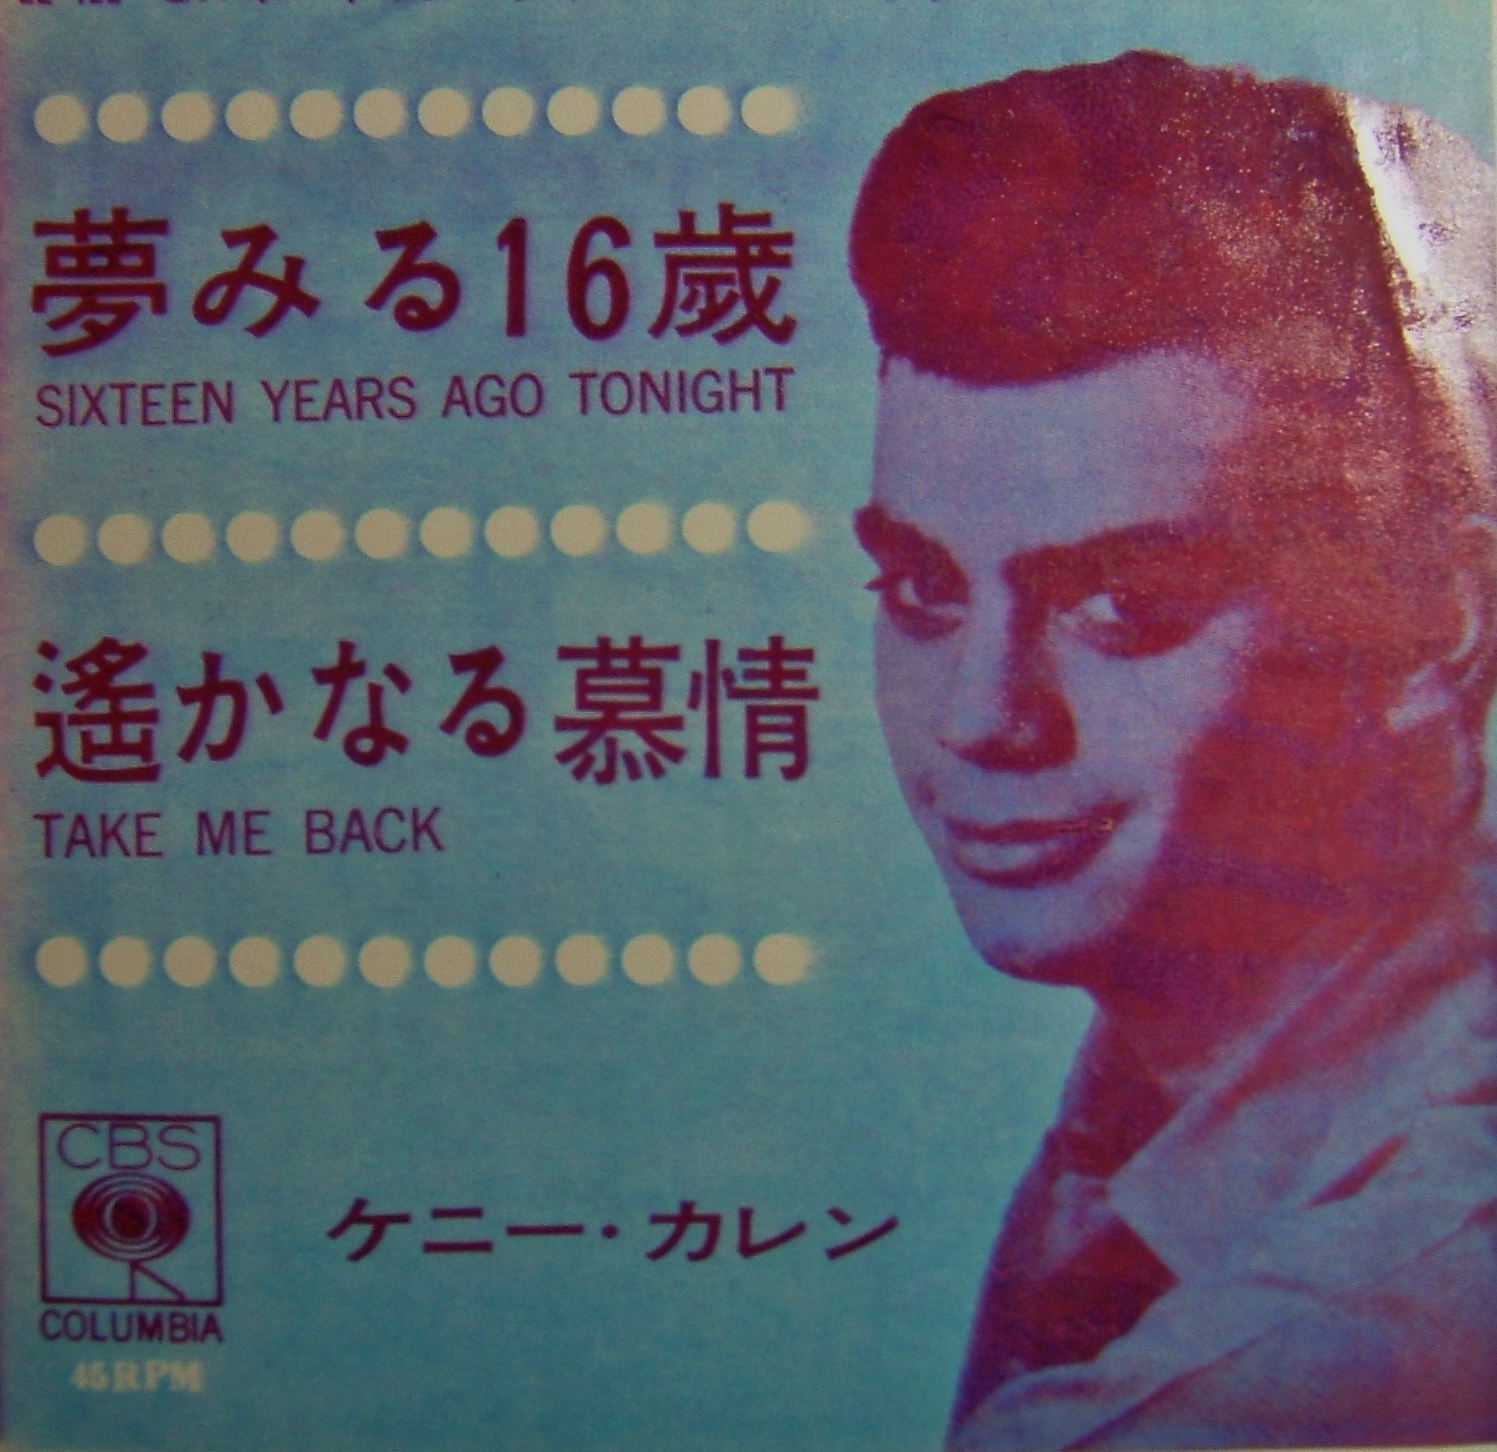 夢みる16歳
SIXTEEN YEARS AGO TONIGHT
遙かなる慕情
TAKE ME BACK
CBS
COLUMBIA
45 RPM
ケニー・カレン